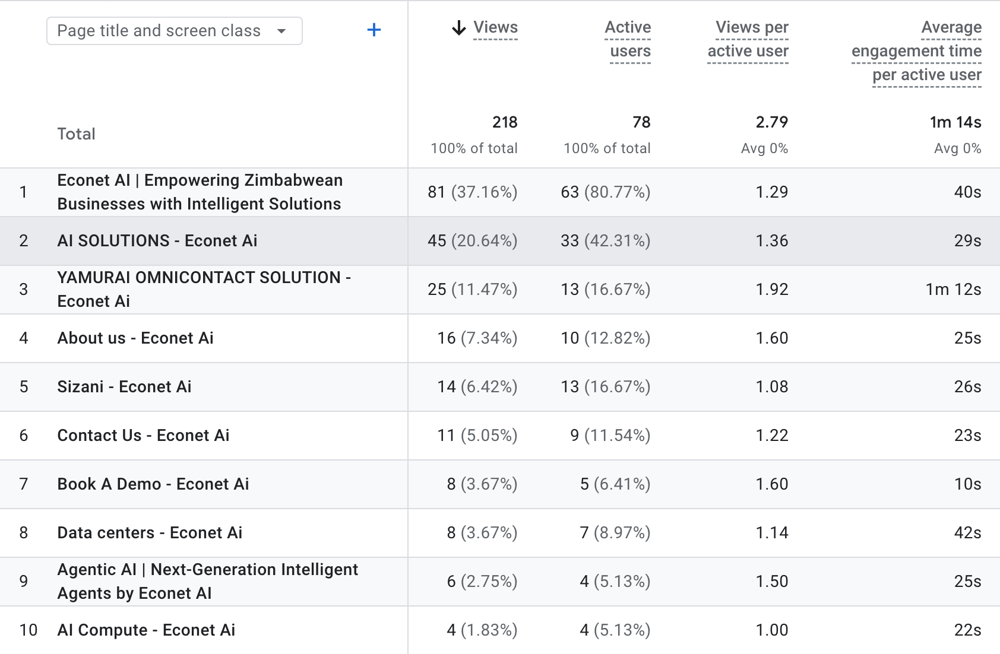 Page title and screen class
Views
Active users
Views per active user
Average engagement time per active user
Total
218
100% of total
78
100% of total
2.79
Avg 0%
1m 14s
Avg 0%
1 Econet AI | Empowering Zimbabwean Businesses with Intelligent Solutions 81 (37.16%) 63 (80.77%) 1.29 40s
2 AI SOLUTIONS - Econet Ai 45 (20.64%) 33 (42.31%) 1.36 29s
3 YAMURAI OMNICONTACT SOLUTION - Econet Ai 25 (11.47%) 13 (16.67%) 1.92 1m 12s
4 About us - Econet Ai 16 (7.34%) 10 (12.82%) 1.60 25s
5 Sizani - Econet Ai 14 (6.42%) 13 (16.67%) 1.08 26s
6 Contact Us - Econet Ai 11 (5.05%) 9 (11.54%) 1.22 23s
7 Book A Demo - Econet Ai 8 (3.67%) 5 (6.41%) 1.60 10s
8 Data centers - Econet Ai 8 (3.67%) 7 (8.97%) 1.14 42s
9 Agentic AI | Next-Generation Intelligent Agents by Econet AI 6 (2.75%) 4 (5.13%) 1.50 25s
10 AI Compute - Econet Ai 4 (1.83%) 4 (5.13%) 1.00 22s